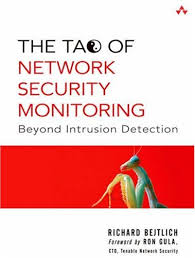 THE TAO OF
NETWORK
SECURITY
MONITORING
Beyond Intrusion Detection
RICHARD BEJTLICH
Foreword by RON GULA,
CTO, Tenable Network Security